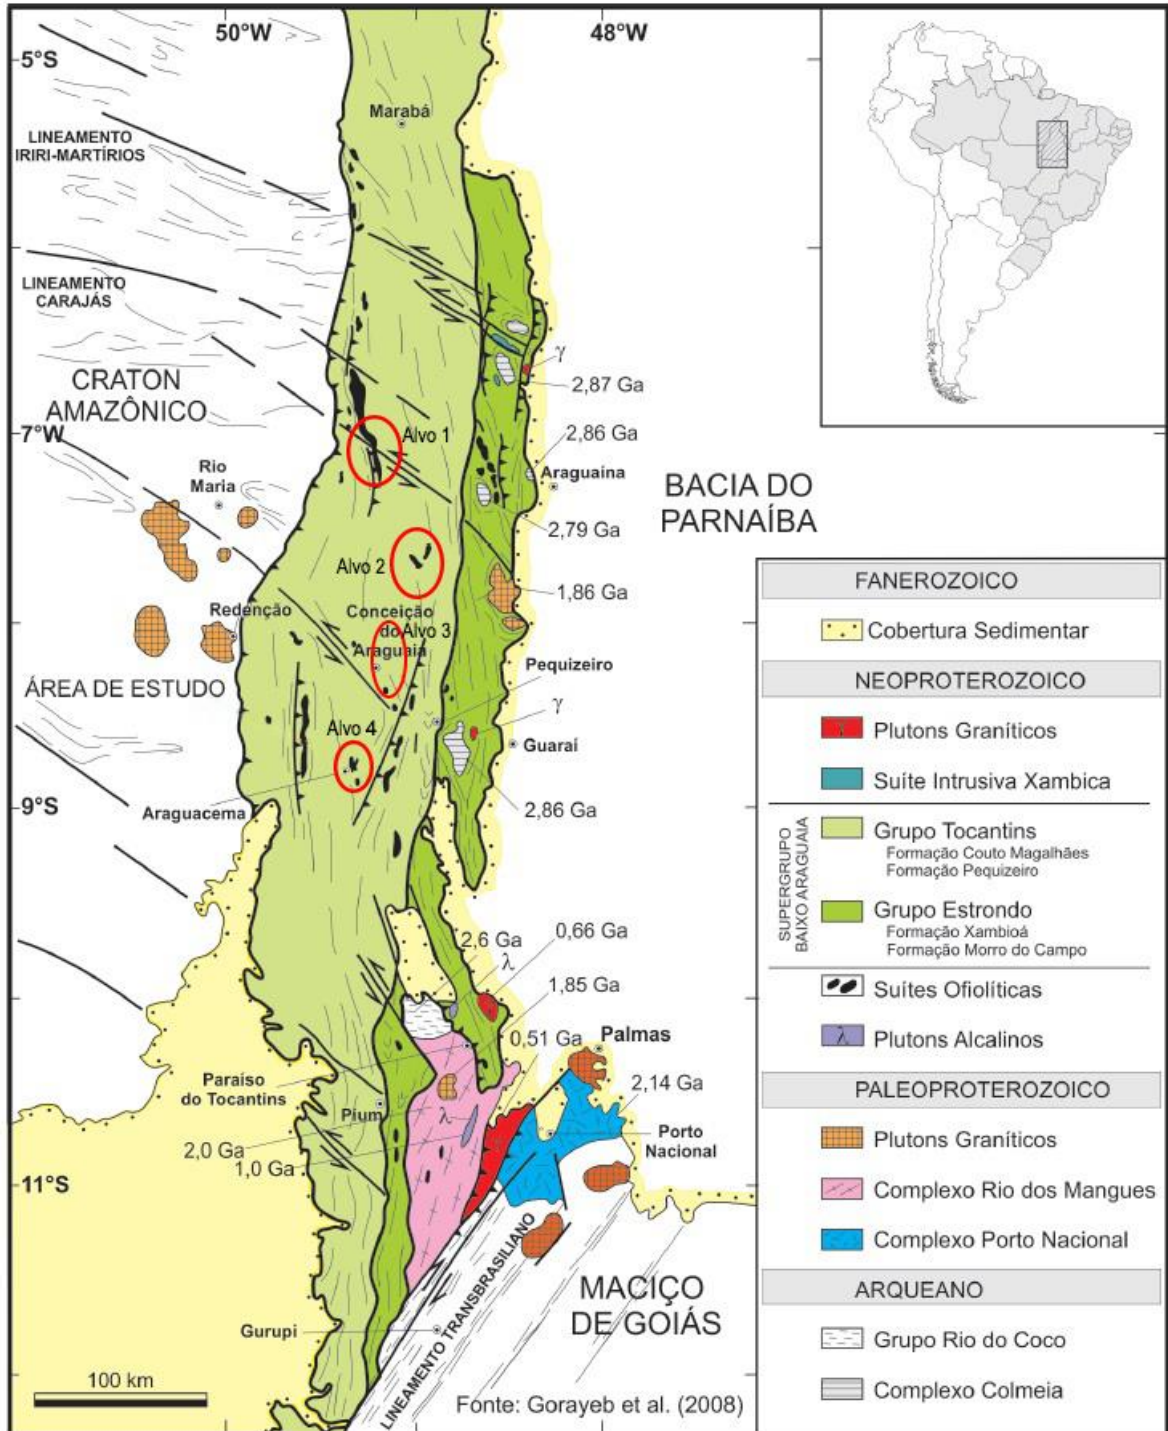 50°W
48°W
5°S
Marabá
LINEAMENTO
IRIRI-MARTÍRIOS
LINEAMENTO
CARAJÁS
CRATON
AMAZÔNICO
γ
2,87 Ga
7°W
Alvo 1
2,86 Ga
Rio
Maria
Araguaina
BACIA DO
PARNAÍBA
2,79 Ga
Alvo 2
1,86 Ga
Redenção
Conceição
do
Araguaia
Alvo 3
Pequizeiro
ÁREA DE ESTUDO
γ
Alvo 4
Guaraí
9°S
Araguacema
2,86 Ga
0,66 Ga
2,6 Ga
λ
1,85 Ga
0,51 Ga
Palmas
Paraíso
do Tocantins
2,14 Ga
Pium
λ
2,0 Ga
1,0 Ga
Porto
Nacional
11°S
LINEAMENTO TRANSBRASILIANO
MACIÇO
DE GOIÁS
Gurupi
100 km
Fonte: Gorayeb et al. (2008)
FANEROZOICO
Cobertura Sedimentar
NEOPROTEROZOICO
Plutons Graníticos
Suíte Intrusiva Xambica
SUPERGRUPO
BAIXO ARAGUAIA
Grupo Tocantins
Formação Couto Magalhães
Formação Pequizeiro
Grupo Estrondo
Formação Xambioá
Formação Morro do Campo
Suítes Ofiolíticas
λ
Plutons Alcalinos
PALEOPROTEROZOICO
Plutons Graníticos
Complexo Rio dos Mangues
Complexo Porto Nacional
ARQUEANO
Grupo Rio do Coco
Complexo Colmeia